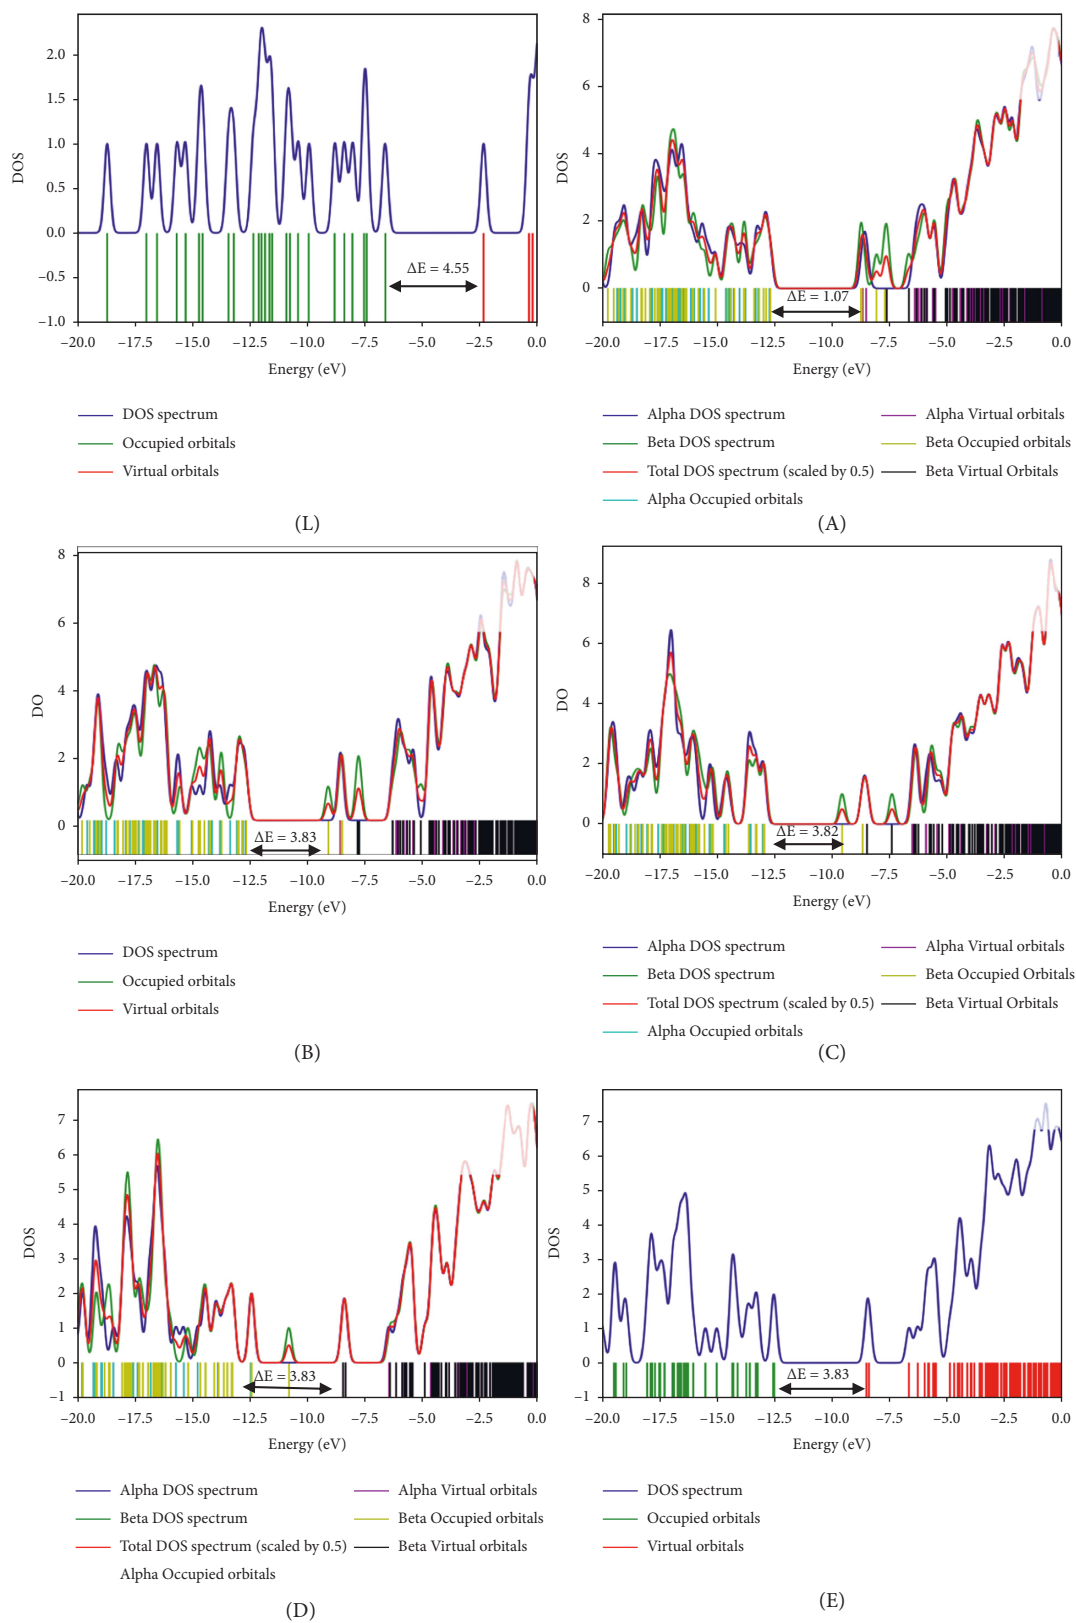 2.0
1.5
1.0
0.5
0.0
−0.5
−1.0
DOS
ΔE = 4.55
−20.0 −17.5 −15.0 −12.5 −10.0 −7.5 −5.0 −2.5 0.0
Energy (eV)
DOS spectrum
Occupied orbitals
Virtual orbitals
(L)
8
6
4
2
0
DOS
ΔE = 1.07
−20.0 −17.5 −15.0 −12.5 −10.0 −7.5 −5.0 −2.5 0.0
Energy (eV)
Alpha DOS spectrum
Beta DOS spectrum
Total DOS spectrum (scaled by 0.5)
Alpha Occupied orbitals
Alpha Virtual orbitals
Beta Occupied orbitals
Beta Virtual Orbitals
(A)
8
6
4
2
0
DO
ΔE = 3.83
−20.0 −17.5 −15.0 −12.5 −10.0 −7.5 −5.0 −2.5 0.0
Energy (eV)
DOS spectrum
Occupied orbitals
Virtual orbitals
(B)
8
6
4
2
0
DO
ΔE = 3.82
−20.0 −17.5 −15.0 −12.5 −10.0 −7.5 −5.0 −2.5 0.0
Energy (eV)
Alpha DOS spectrum
Beta DOS spectrum
Total DOS spectrum (scaled by 0.5)
Alpha Occupied orbitals
Alpha Virtual orbitals
Beta Occupied Orbitals
Beta Virtual Orbitals
(C)
7
6
5
4
3
2
1
0
−1
DOS
ΔE = 3.83
−20.0 −17.5 −15.0 −12.5 −10.0 −7.5 −5.0 −2.5 0.0
Energy (eV)
Alpha DOS spectrum
Beta DOS spectrum
Total DOS spectrum (scaled by 0.5)
Alpha Occupied orbitals
Alpha Virtual orbitals
Beta Occupied orbitals
Beta Virtual orbitals
(D)
7
6
5
4
3
2
1
0
−1
DOS
ΔE = 3.83
−20.0 −17.5 −15.0 −12.5 −10.0 −7.5 −5.0 −2.5 0.0
Energy (eV)
DOS spectrum
Occupied orbitals
Virtual orbitals
(E)